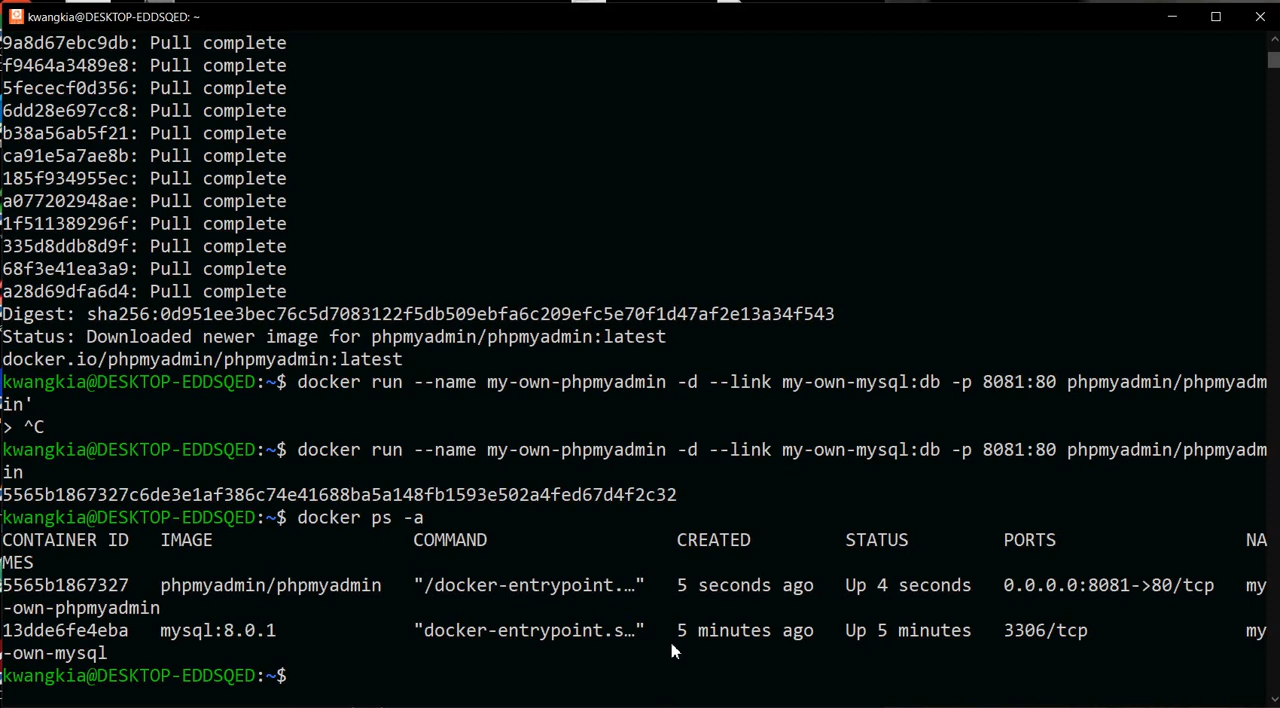 kwangkia@DESKTOP-EDDSQED: ~
9a8d67ebc9db: Pull complete
f9464a3489e8: Pull complete
5fececf0d356: Pull complete
6dd28e697cc8: Pull complete
b38a56ab5f21: Pull complete
ca91e5a7ae8b: Pull complete
185f934955ec: Pull complete
a077202948ae: Pull complete
1f511389296f: Pull complete
335d8ddb8d9f: Pull complete
68f3e41ea3a9: Pull complete
a28d69dfa6d4: Pull complete
Digest: sha256:0d951ee3bec76c5d7083122f5db509ebfa6c209efc5e70f1d47af2e13a34f543
Status: Downloaded newer image for phpmyadmin/phpmyadmin:latest
docker.io/phpmyadmin/phpmyadmin:latest
kwangkia@DESKTOP-EDDSQED:~$ docker run --name my-own-phpmyadmin -d --link my-own-mysql:db -p 8081:80 phpmyadmin/phpmyadm
in'
> ^C
kwangkia@DESKTOP-EDDSQED:~$ docker run --name my-own-phpmyadmin -d --link my-own-mysql:db -p 8081:80 phpmyadmin/phpmyadm
in
5565b1867327c6de3e1af386c74e41688ba5a148fb1593e502a4fed67d4f2c32
kwangkia@DESKTOP-EDDSQED:~$ docker ps -a
CONTAINER ID IMAGE COMMAND CREATED STATUS PORTS NA
MES
5565b1867327 phpmyadmin/phpmyadmin "/docker-entrypoint.…" 5 seconds ago Up 4 seconds 0.0.0.0:8081->80/tcp my
-own-phpmyadmin
13dde6fe4eba mysql:8.0.1 "docker-entrypoint.s…" 5 minutes ago Up 5 minutes 3306/tcp my
-own-mysql
kwangkia@DESKTOP-EDDSQED:~$